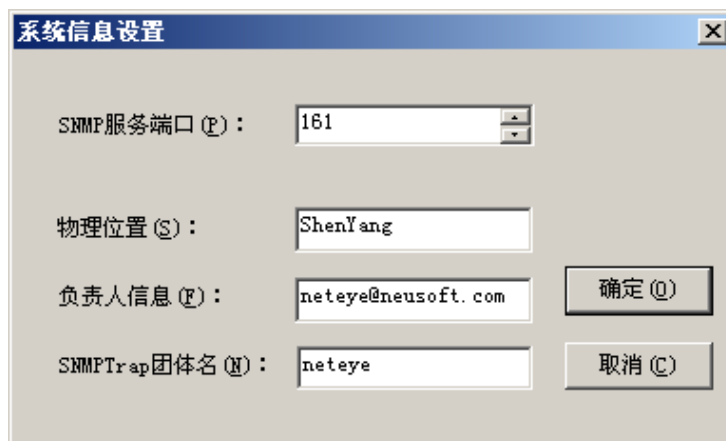 系统信息设置
SNMP服务端口(P)： 161
物理位置(S)： ShenYang
负责人信息(F)： neteye@neusoft.com
确定(O)
SNMPTrap团体名(N)： neteye
取消(C)